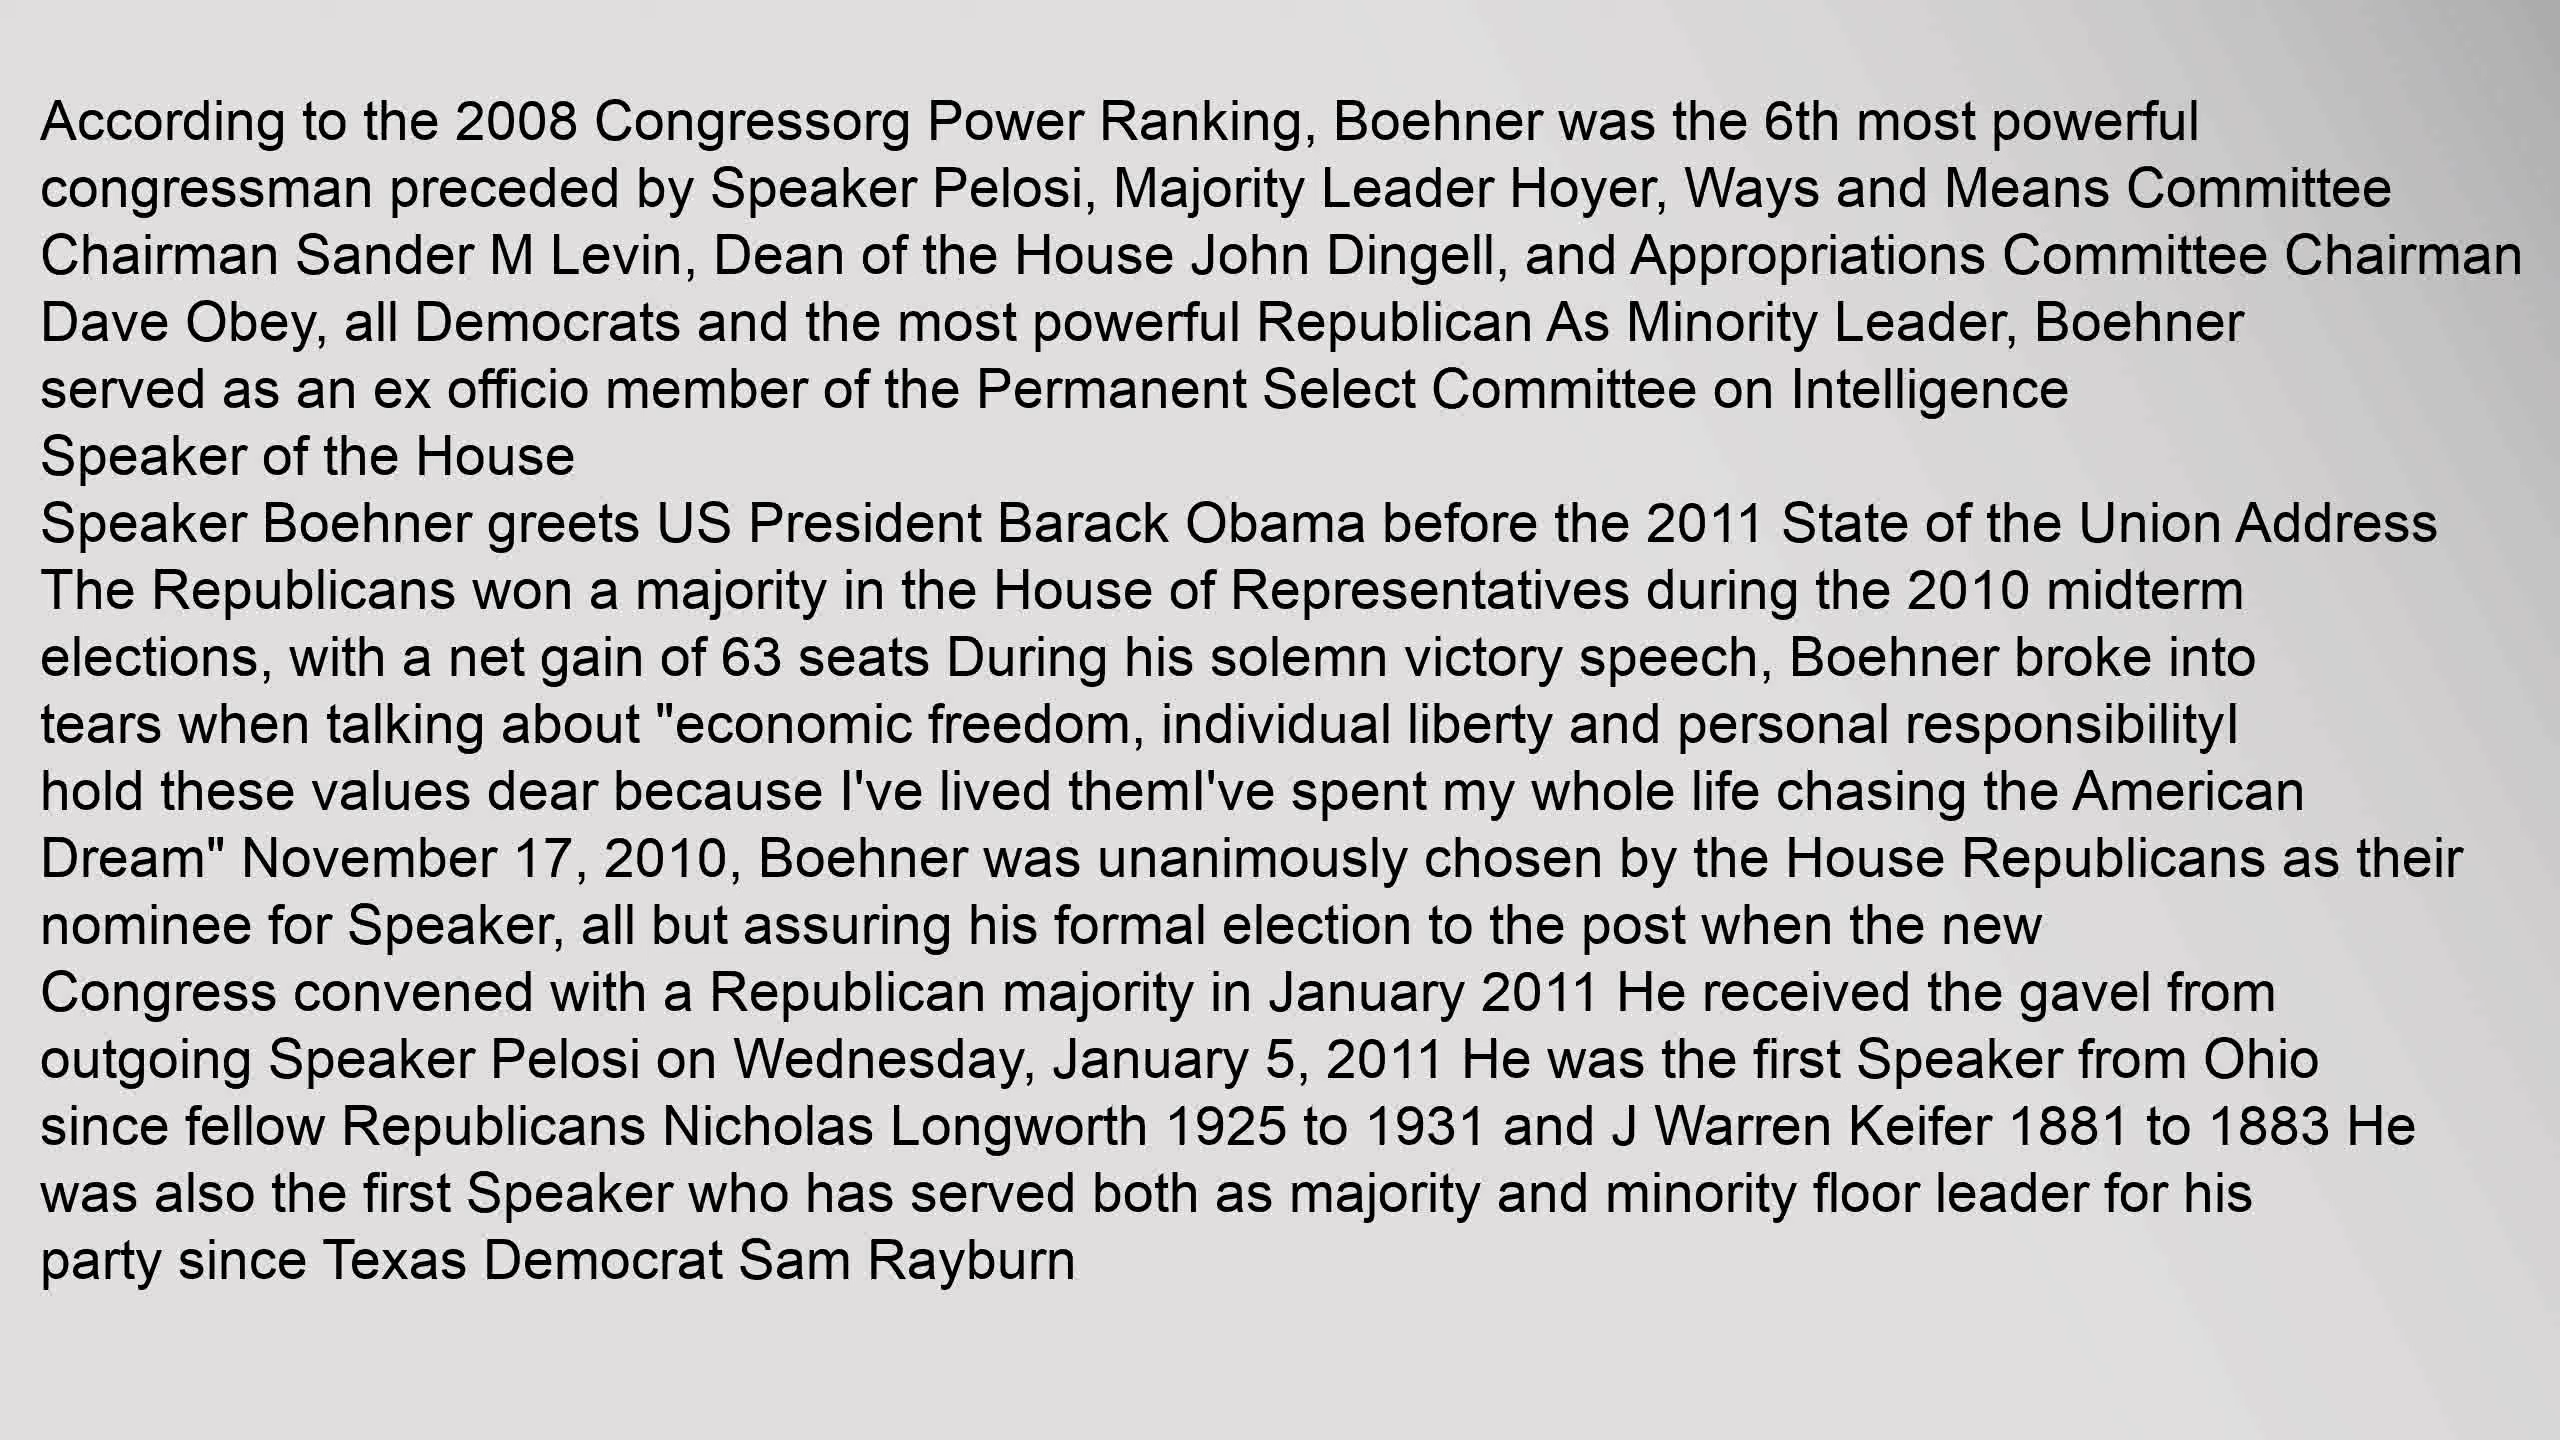 According to the 2008 Congressorg Power Ranking, Boehner was the 6th most powerful
congressman preceded by Speaker Pelosi, Majority Leader Hoyer, Ways and Means Committee
Chairman Sander M Levin, Dean of the House John Dingell, and Appropriations Committee Chairman
Dave Obey, all Democrats and the most powerful Republican As Minority Leader, Boehner
served as an ex officio member of the Permanent Select Committee on Intelligence
Speaker of the House
Speaker Boehner greets US President Barack Obama before the 2011 State of the Union Address
The Republicans won a majority in the House of Representatives during the 2010 midterm
elections, with a net gain of 63 seats During his solemn victory speech, Boehner broke into
tears when talking about "economic freedom, individual liberty and personal responsibilityI
hold these values dear because I've lived themI've spent my whole life chasing the American
Dream" November 17, 2010, Boehner was unanimously chosen by the House Republicans as their
nominee for Speaker, all but assuring his formal election to the post when the new
Congress convened with a Republican majority in January 2011 He received the gavel from
outgoing Speaker Pelosi on Wednesday, January 5, 2011 He was the first Speaker from Ohio
since fellow Republicans Nicholas Longworth 1925 to 1931 and J Warren Keifer 1881 to 1883 He
was also the first Speaker who has served both as majority and minority floor leader for his
party since Texas Democrat Sam Rayburn